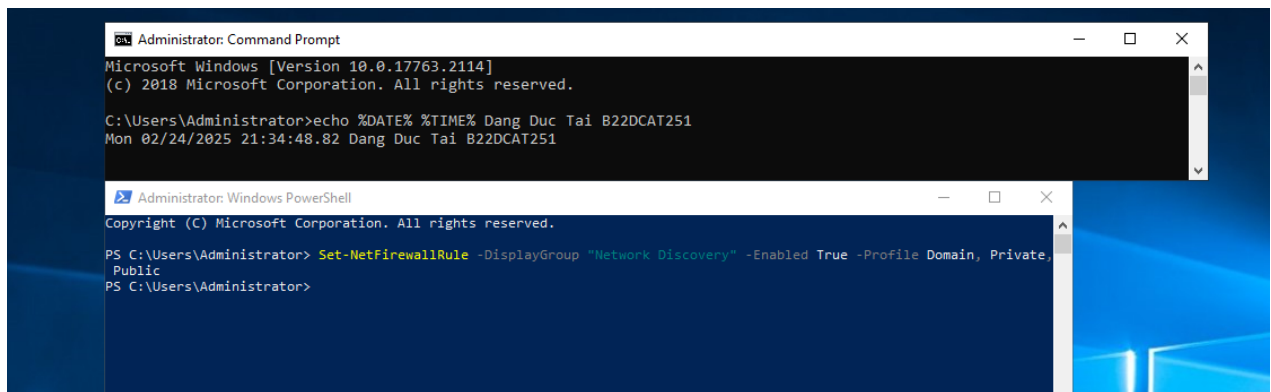 Administrator: Command Prompt
Microsoft Windows [Version 10.0.17763.2114]
(c) 2018 Microsoft Corporation. All rights reserved.
C:\Users\Administrator>echo %DATE% %TIME% Dang Duc Tai B22DCAT251
Mon 02/24/2025 21:34:48.82 Dang Duc Tai B22DCAT251
Administrator: Windows PowerShell
Copyright (C) Microsoft Corporation. All rights reserved.
PS C:\Users\Administrator> Set-NetFirewallRule -DisplayGroup "Network Discovery" -Enabled True -Profile Domain, Private,
Public
PS C:\Users\Administrator>